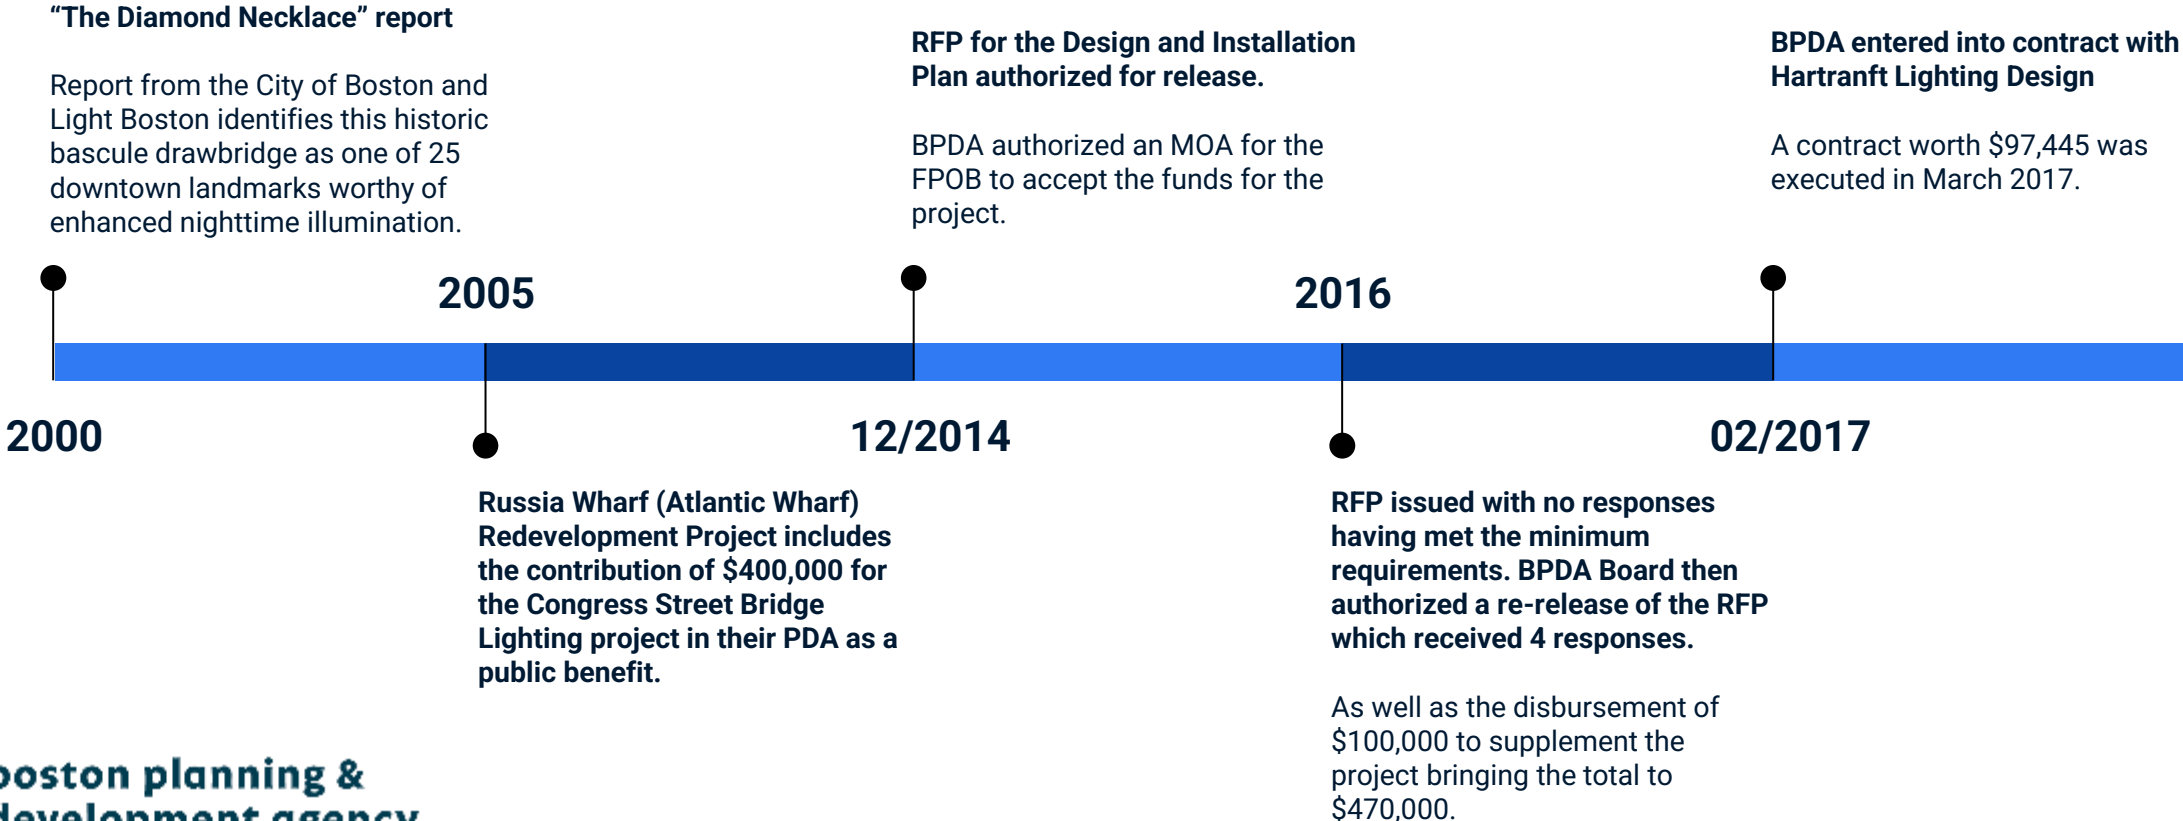 “The Diamond Necklace” report
Report from the City of Boston and
Light Boston identifies this historic
bascule drawbridge as one of 25
downtown landmarks worthy of
enhanced nighttime illumination.
RFP for the Design and Installation
Plan authorized for release.
BPDA authorized an MOA for the
FPOB to accept the funds for the
project.
BPDA entered into contract with
Hartranft Lighting Design
A contract worth $97,445 was
executed in March 2017.
2005
2016
2000
12/2014
02/2017
Russia Wharf (Atlantic Wharf)
Redevelopment Project includes
the contribution of $400,000 for
the Congress Street Bridge
Lighting project in their PDA as a
public benefit.
RFP issued with no responses
having met the minimum
requirements. BPDA Board then
authorized a re-release of the RFP
which received 4 responses.
As well as the disbursement of
$100,000 to supplement the
project bringing the total to
$470,000.
boston planning &
development agency